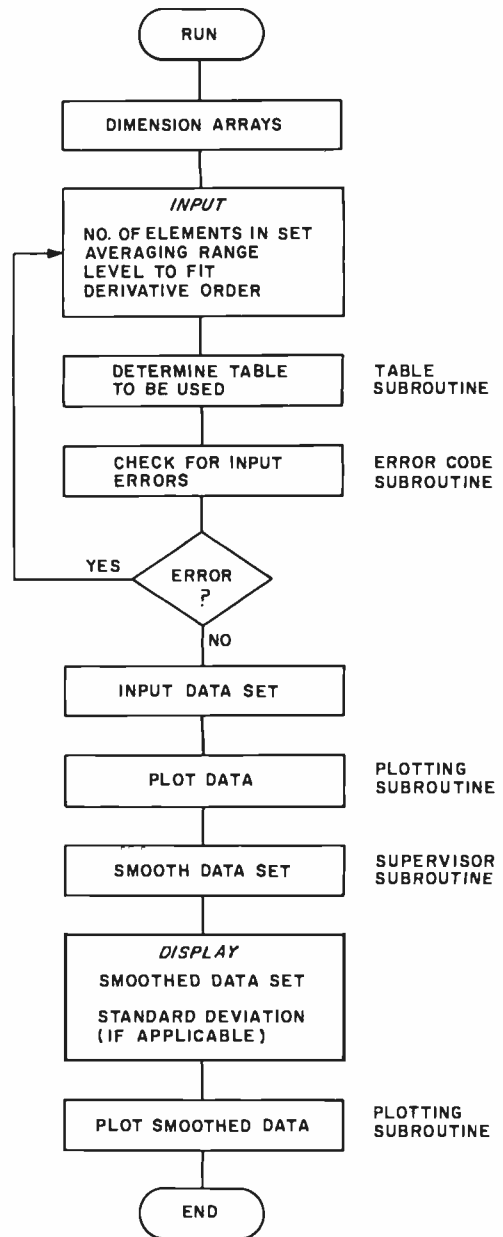 RUN
DIMENSION ARRAYS
INPUT
NO. OF ELEMENTS IN SET
AVERAGING RANGE
LEVEL TO FIT
DERIVATIVE ORDER
DETERMINE TABLE
TO BE USED
TABLE
SUBROUTINE
CHECK FOR INPUT
ERRORS
ERROR CODE
SUBROUTINE
YES
ERROR
?
NO
INPUT DATA SET
PLOT DATA
PLOTTING
SUBROUTINE
SMOOTH DATA SET
SUPERVISOR
SUBROUTINE
DISPLAY
SMOOTHED DATA SET
STANDARD DEVIATION
(IF APPLICABLE)
PLOT SMOOTHED DATA
PLOTTING
SUBROUTINE
END